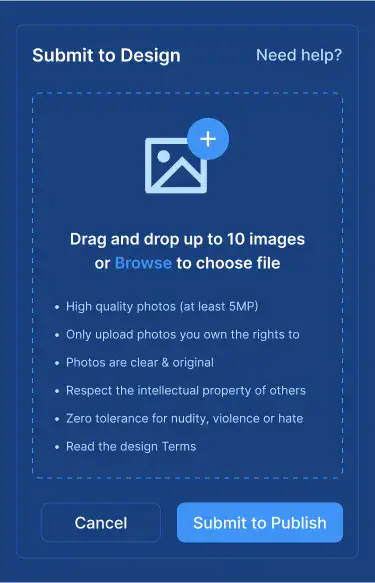 Submit to Design
Need help?
Drag and drop up to 10 images
or Browse to choose file
• High quality photos (at least 5MP)
• Only upload photos you own the rights to
• Photos are clear & original
• Respect the intellectual property of others
• Zero tolerance for nudity, violence or hate
• Read the design Terms
Cancel
Submit to Publish